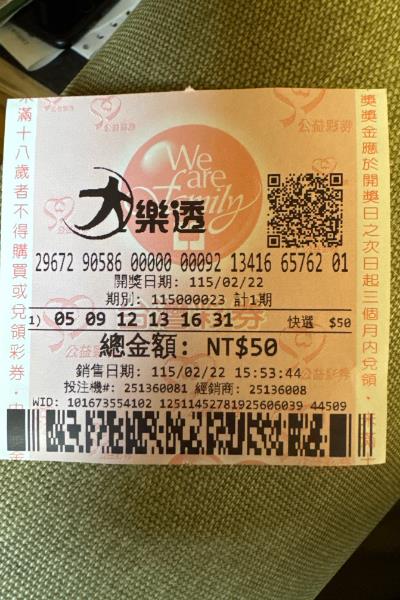 公益彩券
We
are
Family
大樂透
29672 90586 00000 00092 13416 65762 01
開獎日期: 115/02/22
期別: 115000023 計1期
1) 05 09 12 13 16 31 快選 $50
總金額: NT$50
銷售日期: 115/02/22 15:53:44
投注機#: 251360081 經銷商: 25136008
WID: 101673554102 12511452781925606039 44509
未滿十八歲者不得購買或兌領彩券
獎金應於開獎日之次日起三個月內兌領